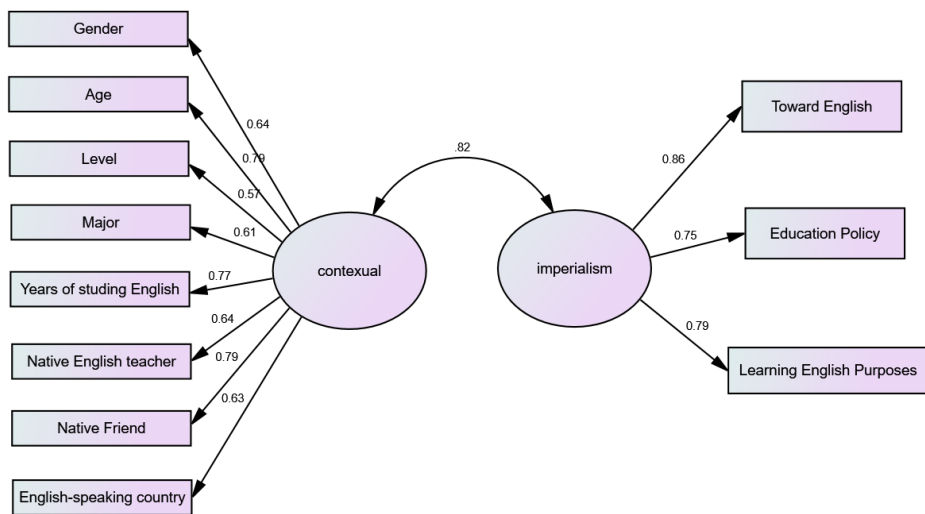 Gender
Age
Level
Major
Years of studing English
Native English teacher
Native Friend
English-speaking country
0.64
0.79
0.57
0.61
0.77
0.64
0.79
0.63
contexual
.82
imperialism
0.86
0.75
0.79
Toward English
Education Policy
Learning English Purposes